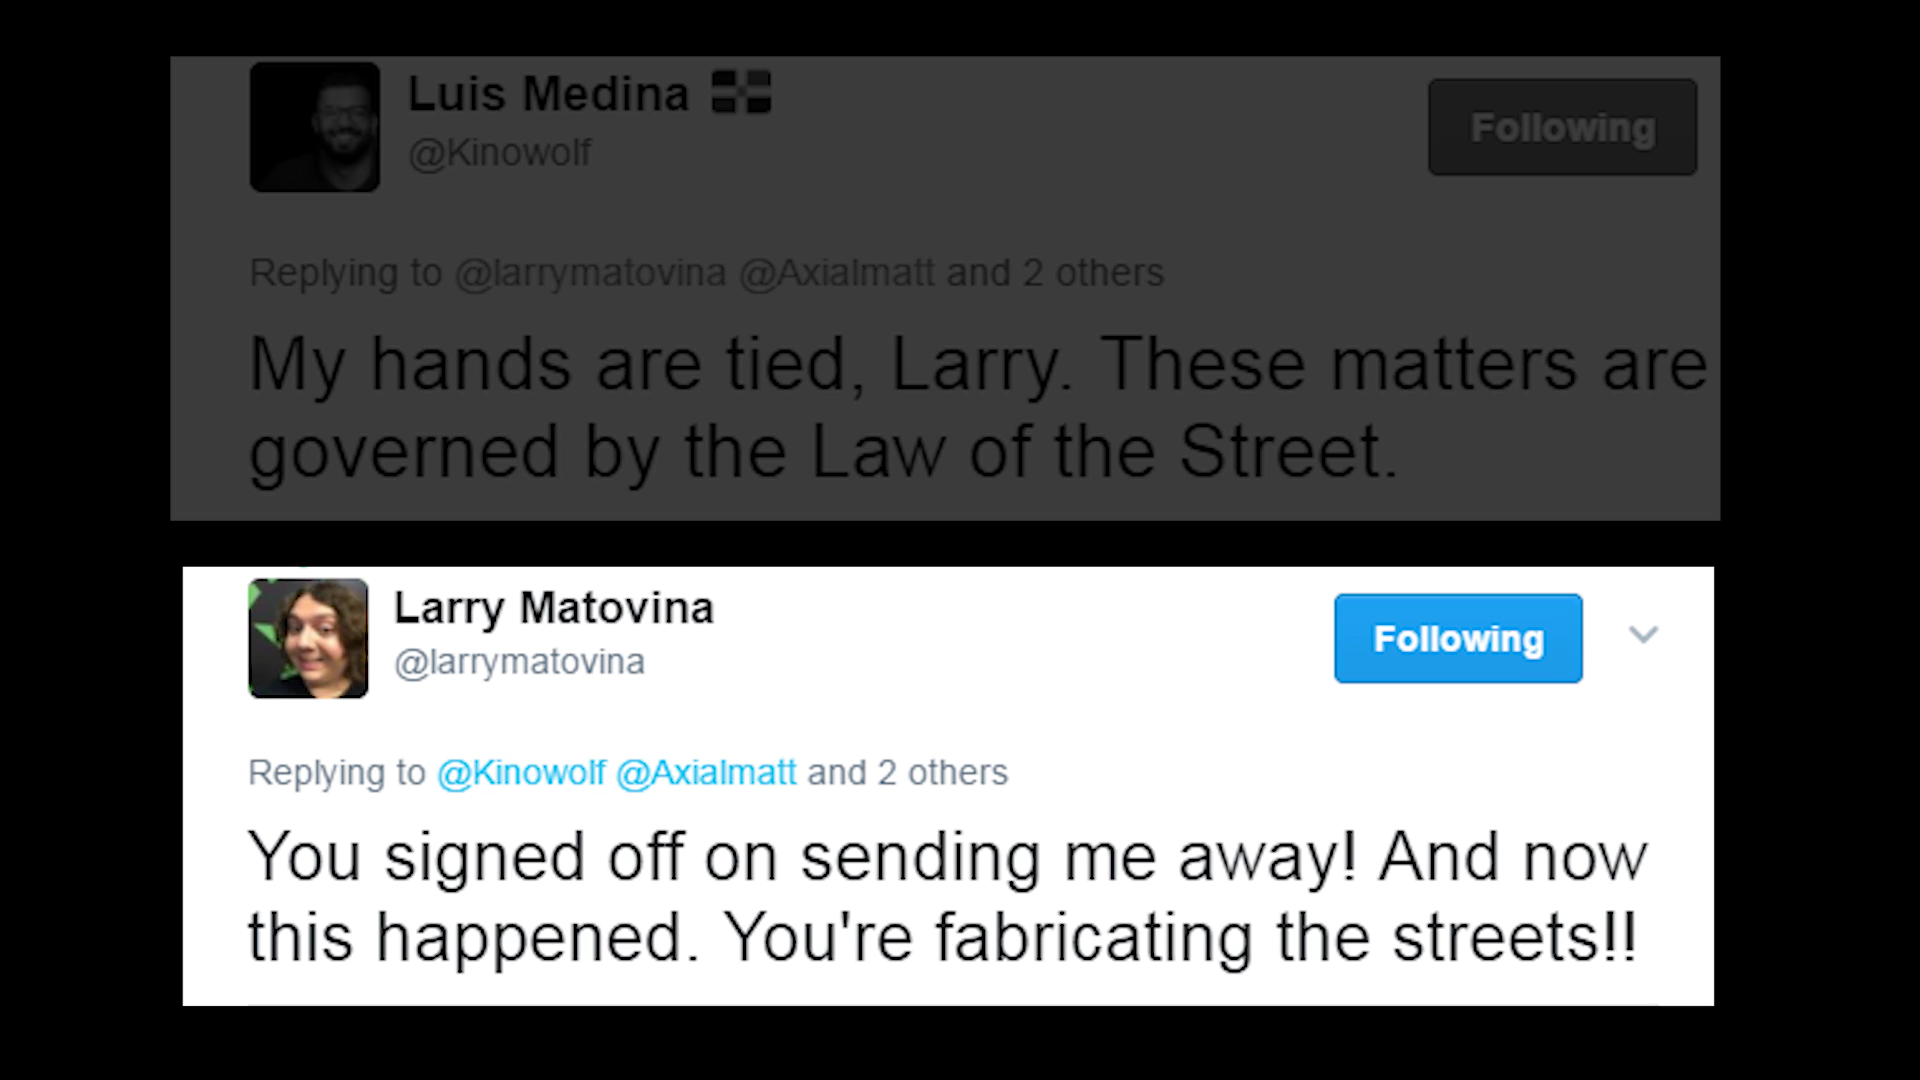 Luis Medina
@Kinowolf
Following
Replying to @larrymatovina @Axialmatt and 2 others
My hands are tied, Larry. These matters are
governed by the Law of the Street.
Larry Matovina
@larrymatovina
Following
Replying to @Kinowolf @Axialmatt and 2 others
You signed off on sending me away! And now
this happened. You're fabricating the streets!!